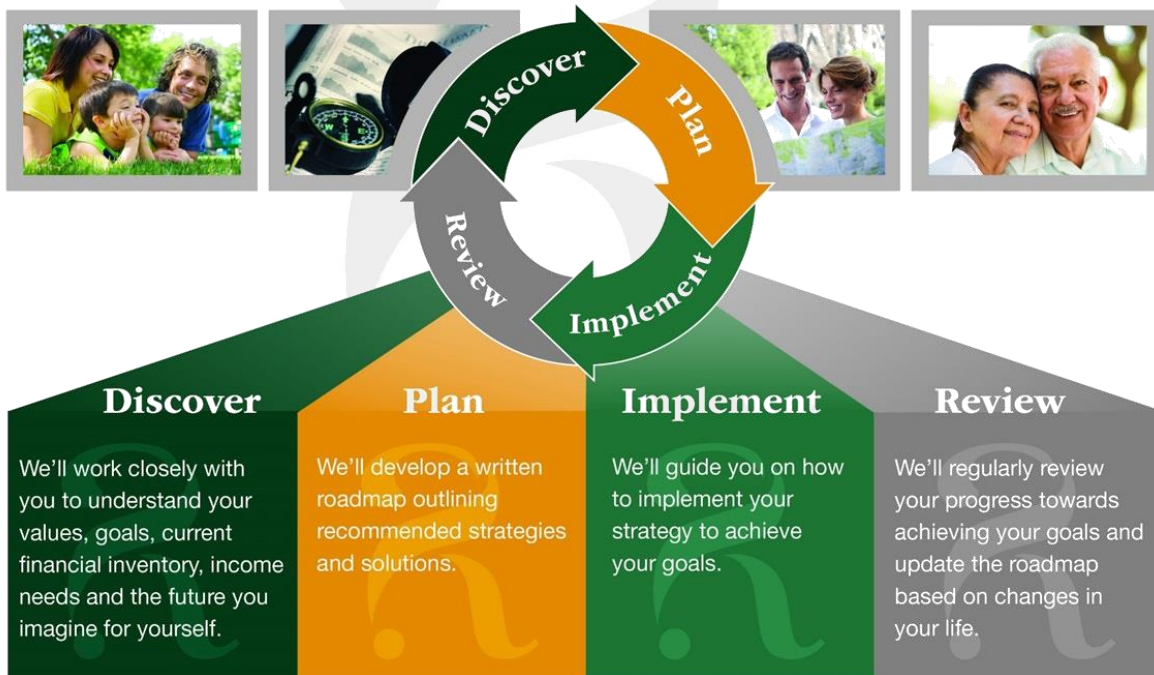 Discover
Plan
Implement
Review
Discover
We'll work closely with
you to understand your
values, goals, current
financial inventory, income
needs and the future you
imagine for yourself.
Plan
We'll develop a written
roadmap outlining
recommended strategies
and solutions.
Implement
We'll guide you on how
to implement your
strategy to achieve
your goals.
Review
We'll regularly review
your progress towards
achieving your goals and
update the roadmap
based on changes in
your life.